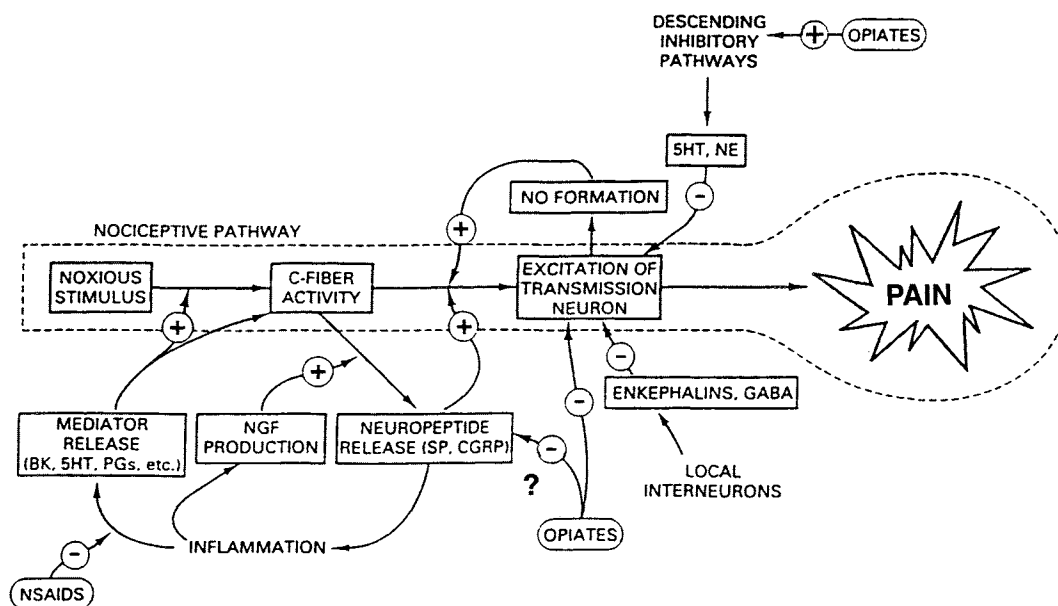 DESCENDING
INHIBITORY
PATHWAYS
+
OPIATES
5HT, NE
−
NO FORMATION
+
NOCICEPTIVE PATHWAY
NOXIOUS
STIMULUS
C-FIBER
ACTIVITY
EXCITATION OF
TRANSMISSION
NEURON
PAIN
+
+
+
−
ENKEPHALINS, GABA
−
MEDIATOR
RELEASE
(BK, 5HT, PGs, etc.)
NGF
PRODUCTION
NEUROPEPTIDE
RELEASE (SP, CGRP)
−
?
LOCAL
INTERNEURONS
OPIATES
INFLAMMATION
−
NSAIDS